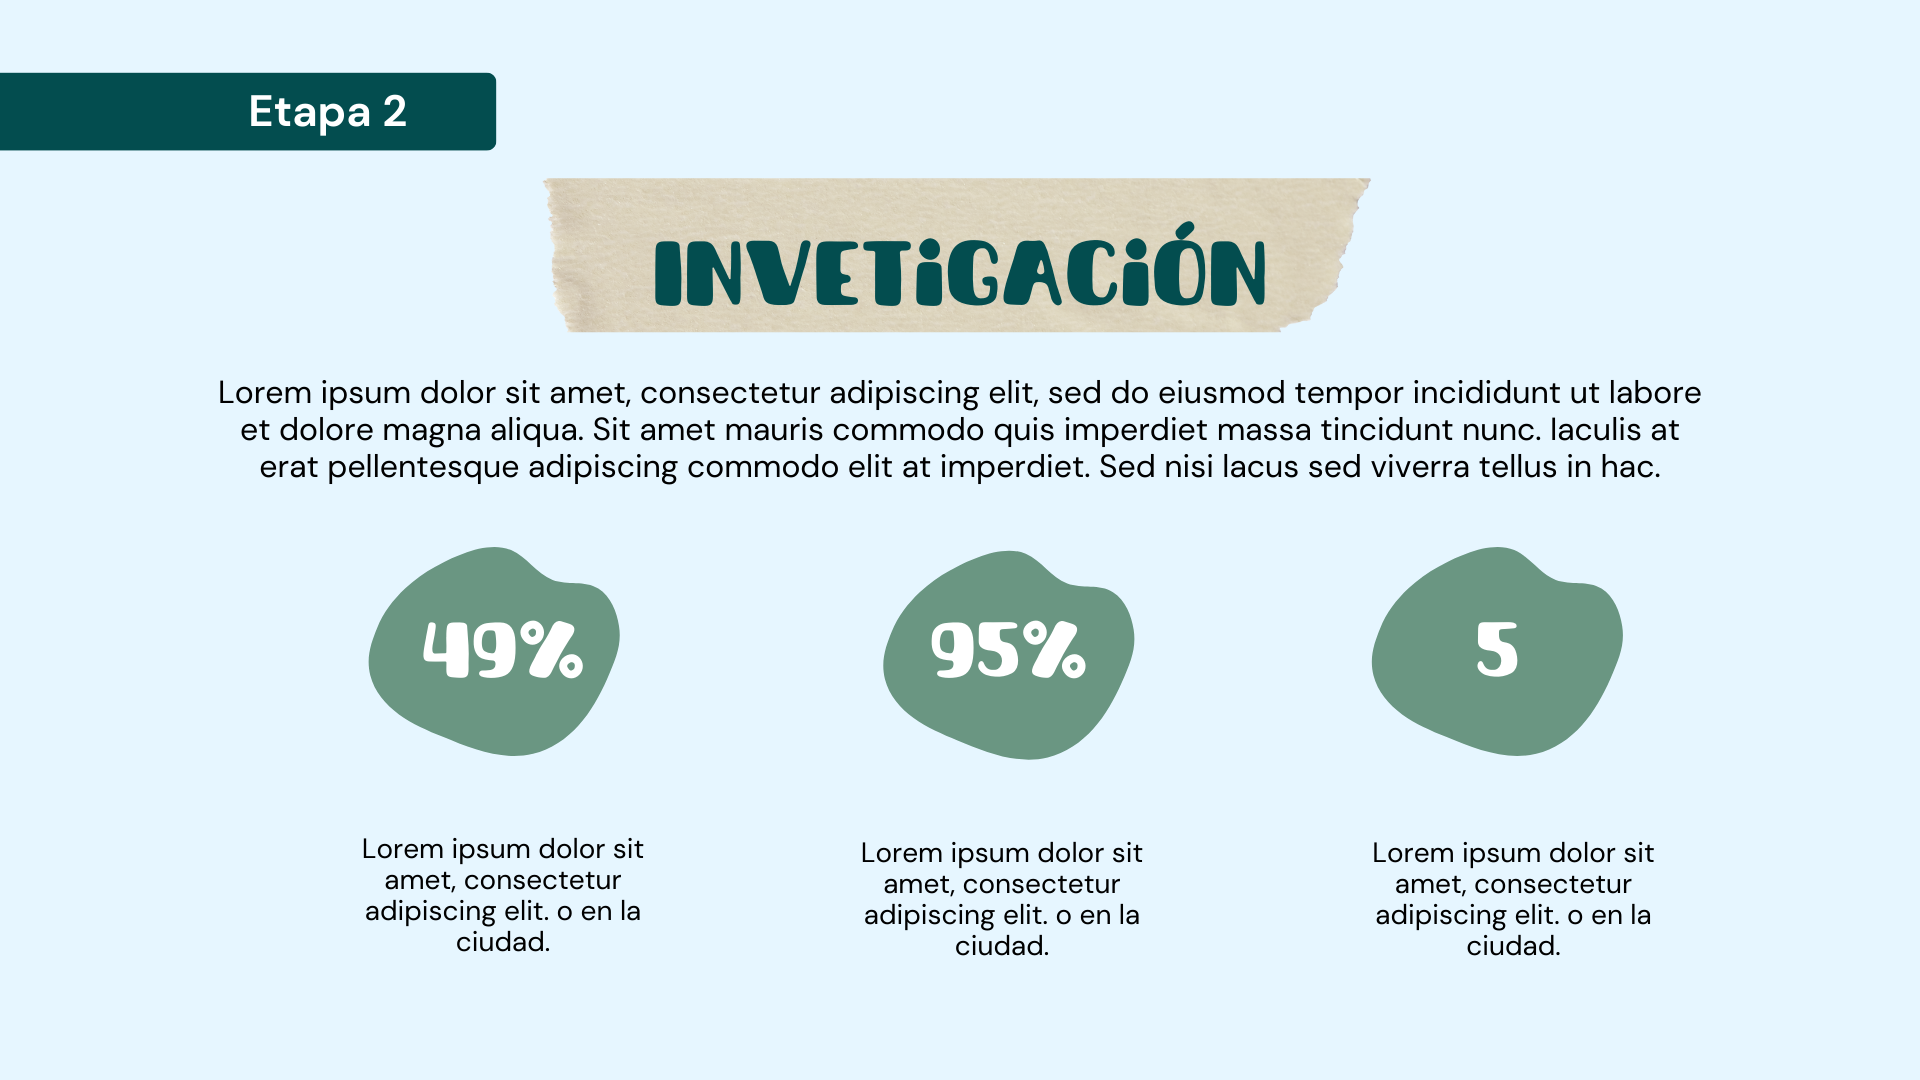 Etapa 2
INVETiGACiÓN
Lorem ipsum dolor sit amet, consectetur adipiscing elit, sed do eiusmod tempor incididunt ut labore
et dolore magna aliqua. Sit amet mauris commodo quis imperdiet massa tincidunt nunc. Iaculis at
erat pellentesque adipiscing commodo elit at imperdiet. Sed nisi lacus sed viverra tellus in hac.
49%
95%
5
Lorem ipsum dolor sit
amet, consectetur
adipiscing elit. o en la
ciudad.
Lorem ipsum dolor sit
amet, consectetur
adipiscing elit. o en la
ciudad.
Lorem ipsum dolor sit
amet, consectetur
adipiscing elit. o en la
ciudad.